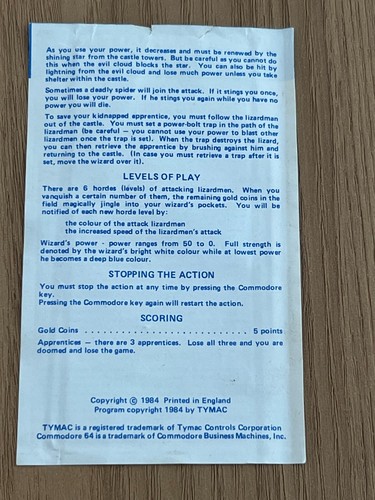 As you use your power, it decreases and must be renewed by the
shining star from the castle towers. But be careful as you cannot do
this when the evil cloud blocks the star. You can also be hit by
lightning from the evil cloud and lose much power unless you take
shelter within the castle.
Sometimes a deadly spider will join the attack. If it stings you once,
you will lose your power. If he stings you again while you have no
power you will die.
To save your kidnapped apprentice, you must follow the lizardman
out of the castle. You must set a power-bolt trap in the path of the
lizardman (be careful — you cannot use your power to blast other
lizardmen once the trap is set). When the trap destroys the lizard,
you can then retrieve the apprentice by brushing against him and
returning to the castle. (In case you must retrieve a trap after it is
set, move the wizard over it).
LEVELS OF PLAY
There are 6 hordes (levels) of attacking lizardmen. When you
vanquish a certain number of them, the remaining gold coins in the
field magically jingle into your wizard's pockets. You will be
notified of each new horde level by:
the colour of the attack lizardman
the increased speed of the lizardmen's attack
Wizard's power - power ranges from 50 to 0. Full strength is
denoted by the wizard's bright white colour while at lowest power
he becomes a deep blue colour.
STOPPING THE ACTION
You must stop the action at any time by pressing the Commodore
key.
Pressing the Commodore key again will restart the action.
SCORING
Gold Coins . . . . . . . . . . . . . . . . . . . . . . . . . . 5 points
Apprentices — there are 3 apprentices. Lose all three and you are
doomed and lose the game.
Copyright © 1984 Printed in England
Program copyright 1984 by TYMAC
TYMAC is a registered trademark of Tymac Controls Corporation
Commodore 64 is a trademark of Commodore Business Machines, Inc.